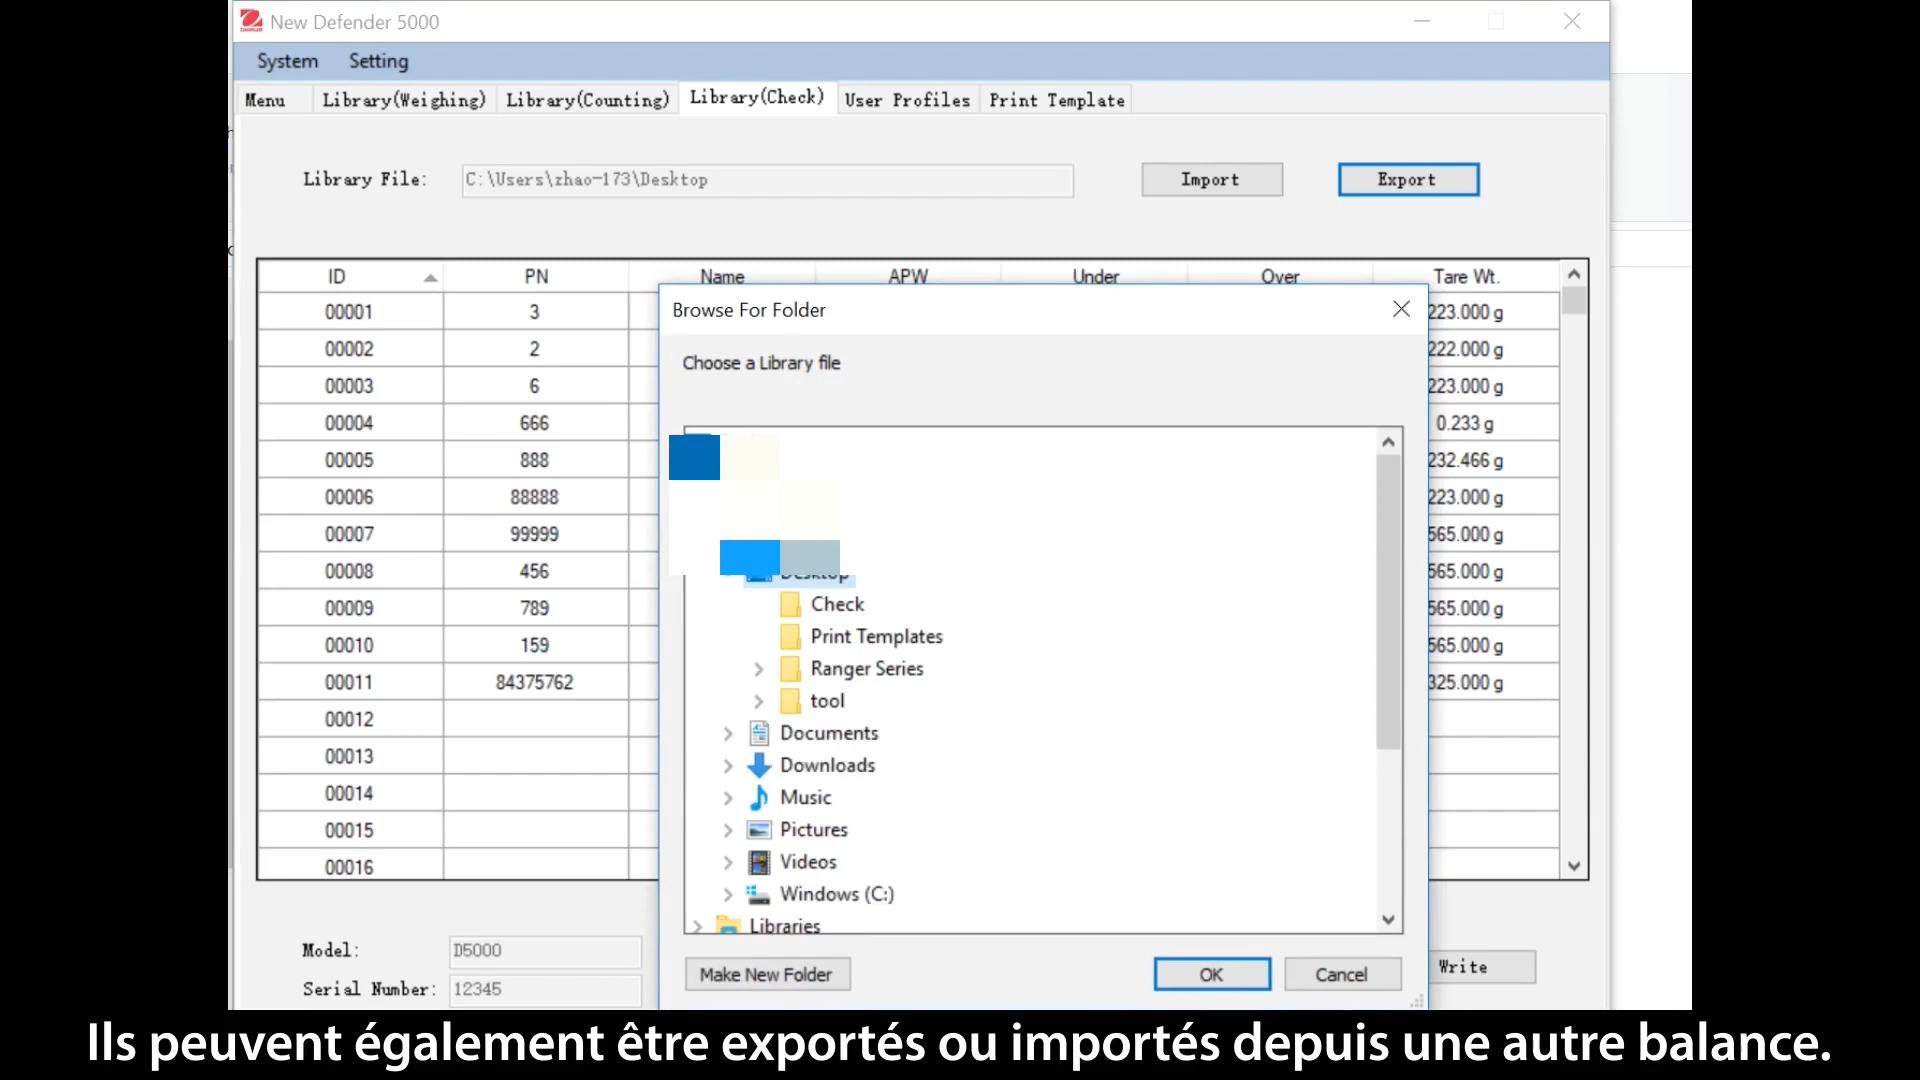 New Defender 5000
System Setting
Menu Library(Weighing) Library(Counting) Library(Check) User Profiles Print Template
Library File: C:\Users\zhao-173\Desktop Import Export
ID PN Name APW Under Over Tare Wt.
00001 3 223.000 g
00002 2 222.000 g
00003 6 223.000 g
00004 666 0.233 g
00005 888 232.466 g
00006 88888 223.000 g
00007 99999 565.000 g
00008 456 565.000 g
00009 789 565.000 g
00010 159 565.000 g
00011 84375762 325.000 g
00012
00013
00014
00015
00016
Browse For Folder
Choose a Library file
Desktop
Check
Print Templates
Ranger Series
tool
Documents
Downloads
Music
Pictures
Videos
Windows (C:)
Libraries
Make New Folder OK Cancel
Model: D5000
Serial Number: 12345
Write
Ils peuvent également être exportés ou importés depuis une autre balance.